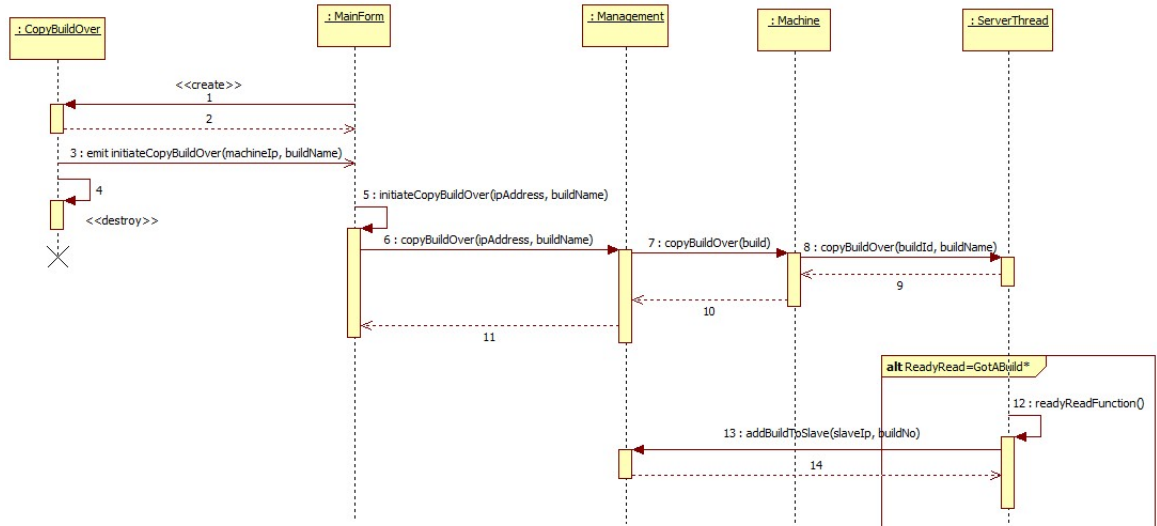 : CopyBuildOver
: MainForm
: Management
: Machine
: ServerThread
<<create>>
1
2
3 : emit initiateCopyBuildOver(machineIp, buildName)
4
<<destroy>>
5 : initiateCopyBuildOver(ipAddress, buildName)
6 : copyBuildOver(ipAddress, buildName)
7 : copyBuildOver(build)
8 : copyBuildOver(buildId, buildName)
9
10
11
alt ReadyRead=GotABuild*
12 : readyReadFunction()
13 : addBuildToSlave(slaveIp, buildNo)
14